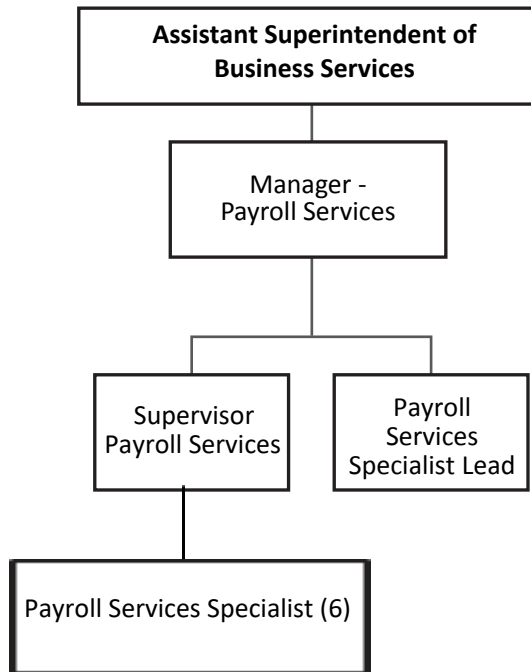 Assistant Superintendent of
Business Services
Manager -
Payroll Services
Supervisor
Payroll Services
Payroll
Services
Specialist Lead
Payroll Services Specialist (6)